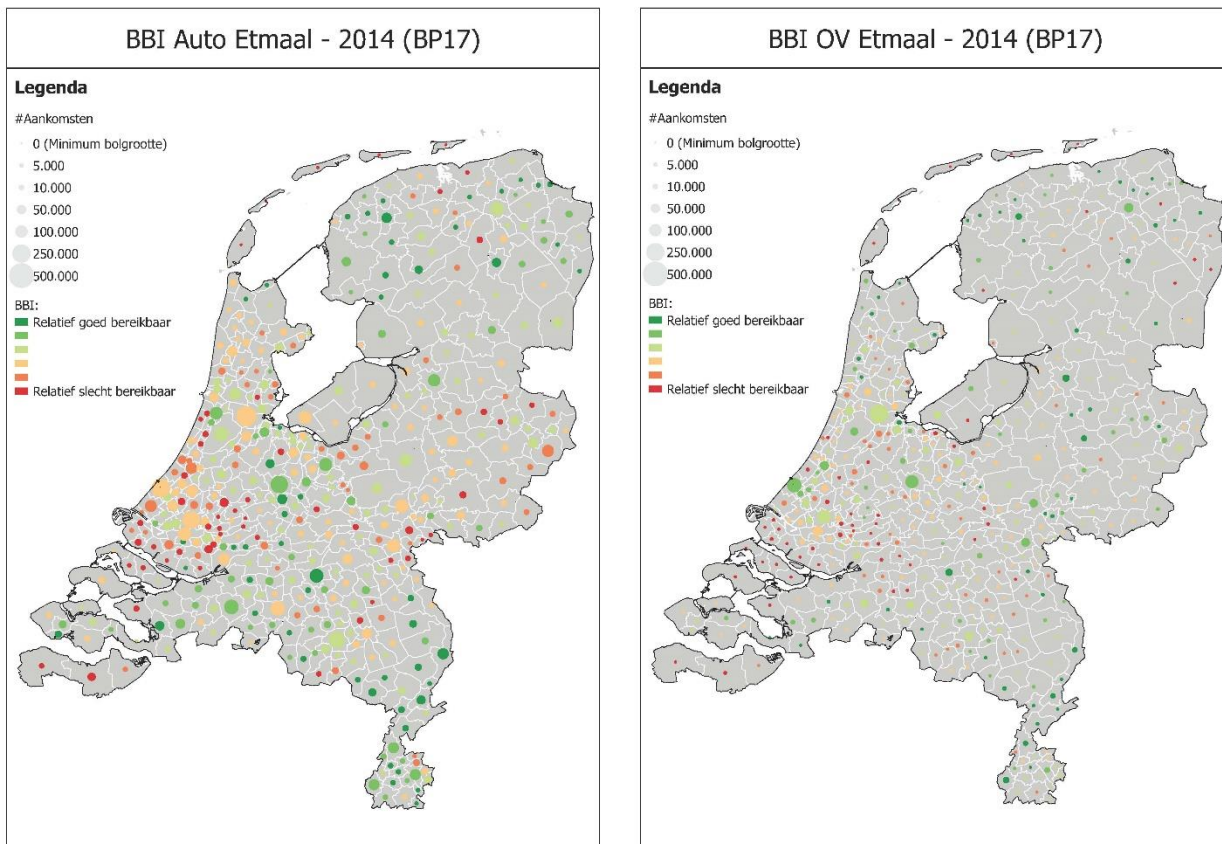 BBI Auto Etmaal - 2014 (BP17)
Legenda
#Aankomsten
0 (Minimum bolgrootte)
5.000
10.000
50.000
100.000
250.000
500.000
BBI:
Relatief goed bereikbaar
Relatief slecht bereikbaar
BBI OV Etmaal - 2014 (BP17)
Legenda
#Aankomsten
0 (Minimum bolgrootte)
5.000
10.000
50.000
100.000
250.000
500.000
BBI:
Relatief goed bereikbaar
Relatief slecht bereikbaar